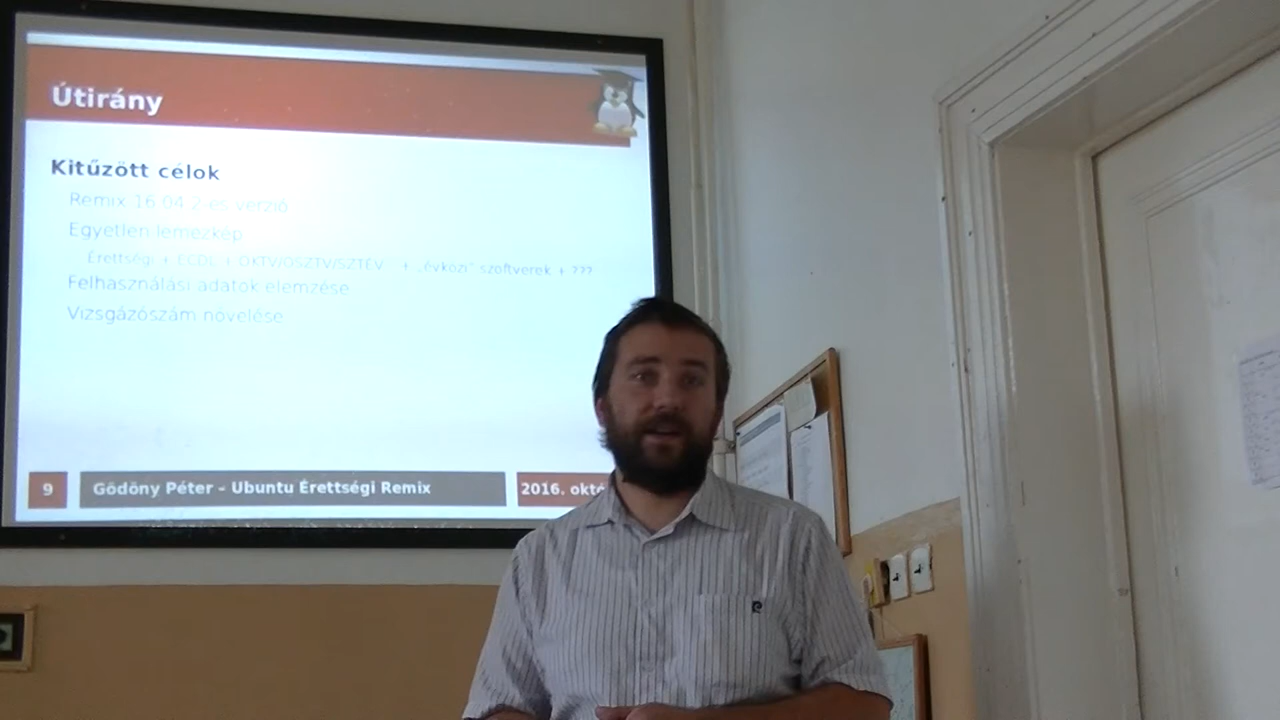 Útirány
Kitűzött célok
Remix 16.04.2-es verzió
Egyetlen lemezkép
Érettségi + ECDL + OKTV/OSZTV/SZTÉV + „évközi” szoftverek + ???
Felhasználási adatok elemzése
Vizsgázószám növelése
9
Gödöny Péter – Ubuntu Érettségi Remix
2016. októ